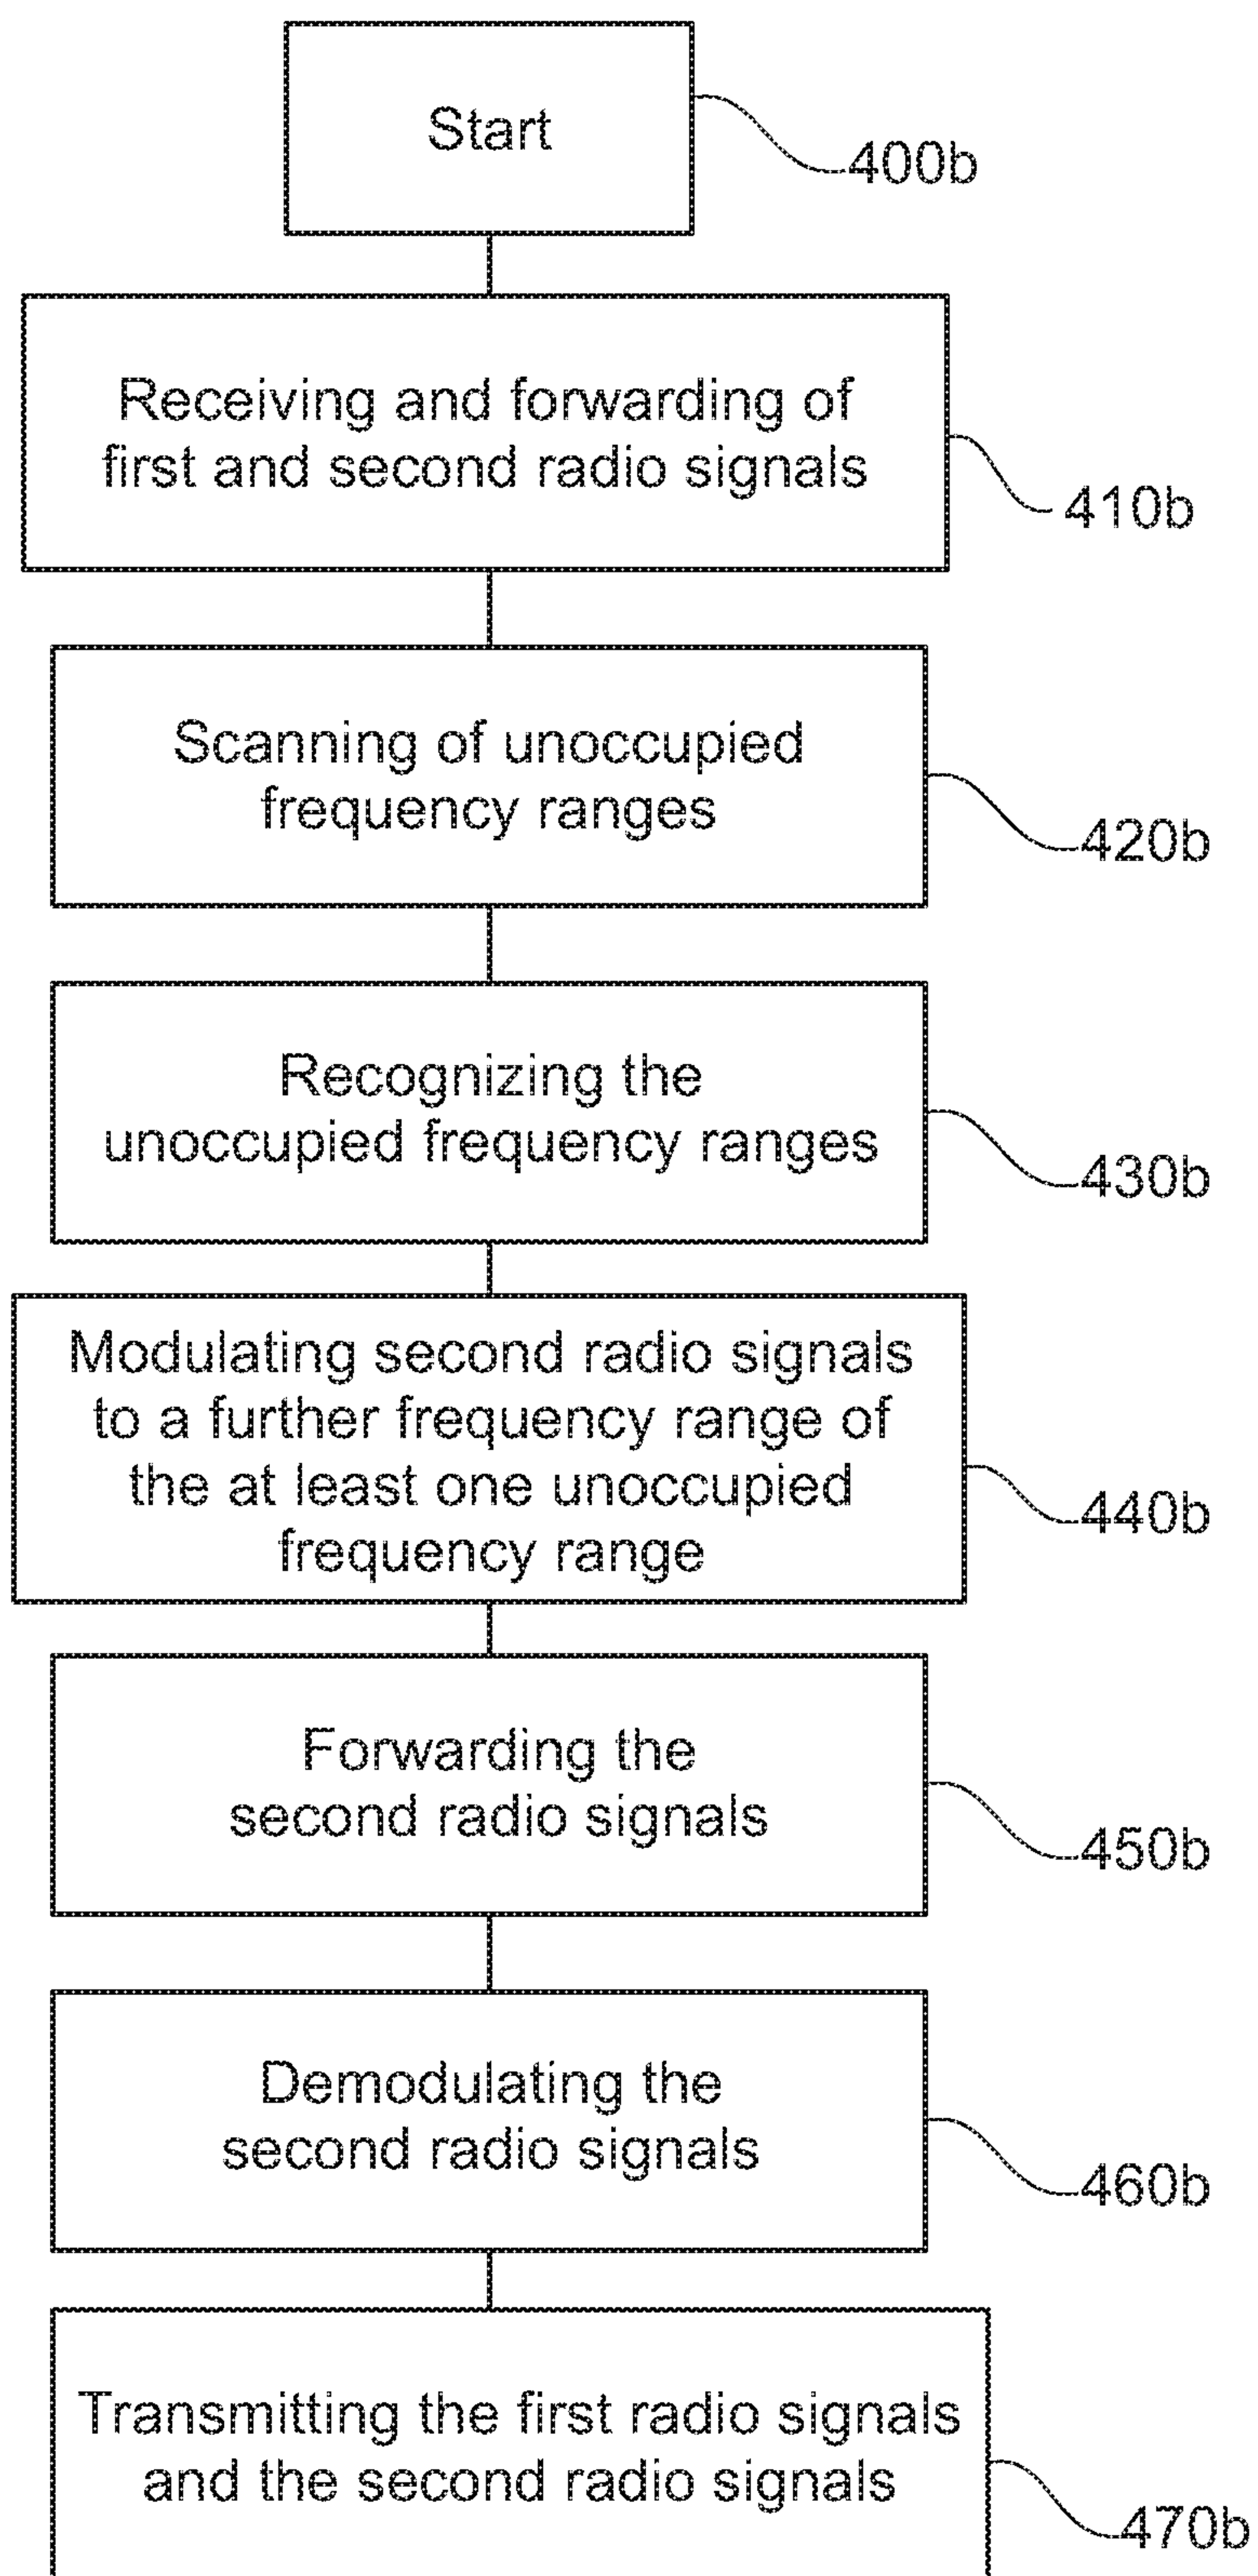 Start
400b
Receiving and forwarding of
first and second radio signals
410b
Scanning of unoccupied
frequency ranges
420b
Recognizing the
unoccupied frequency ranges
430b
Modulating second radio signals
to a further frequency range of
the at least one unoccupied
frequency range
440b
Forwarding the
second radio signals
450b
Demodulating the
second radio signals
460b
Transmitting the first radio signals
and the second radio signals
470b